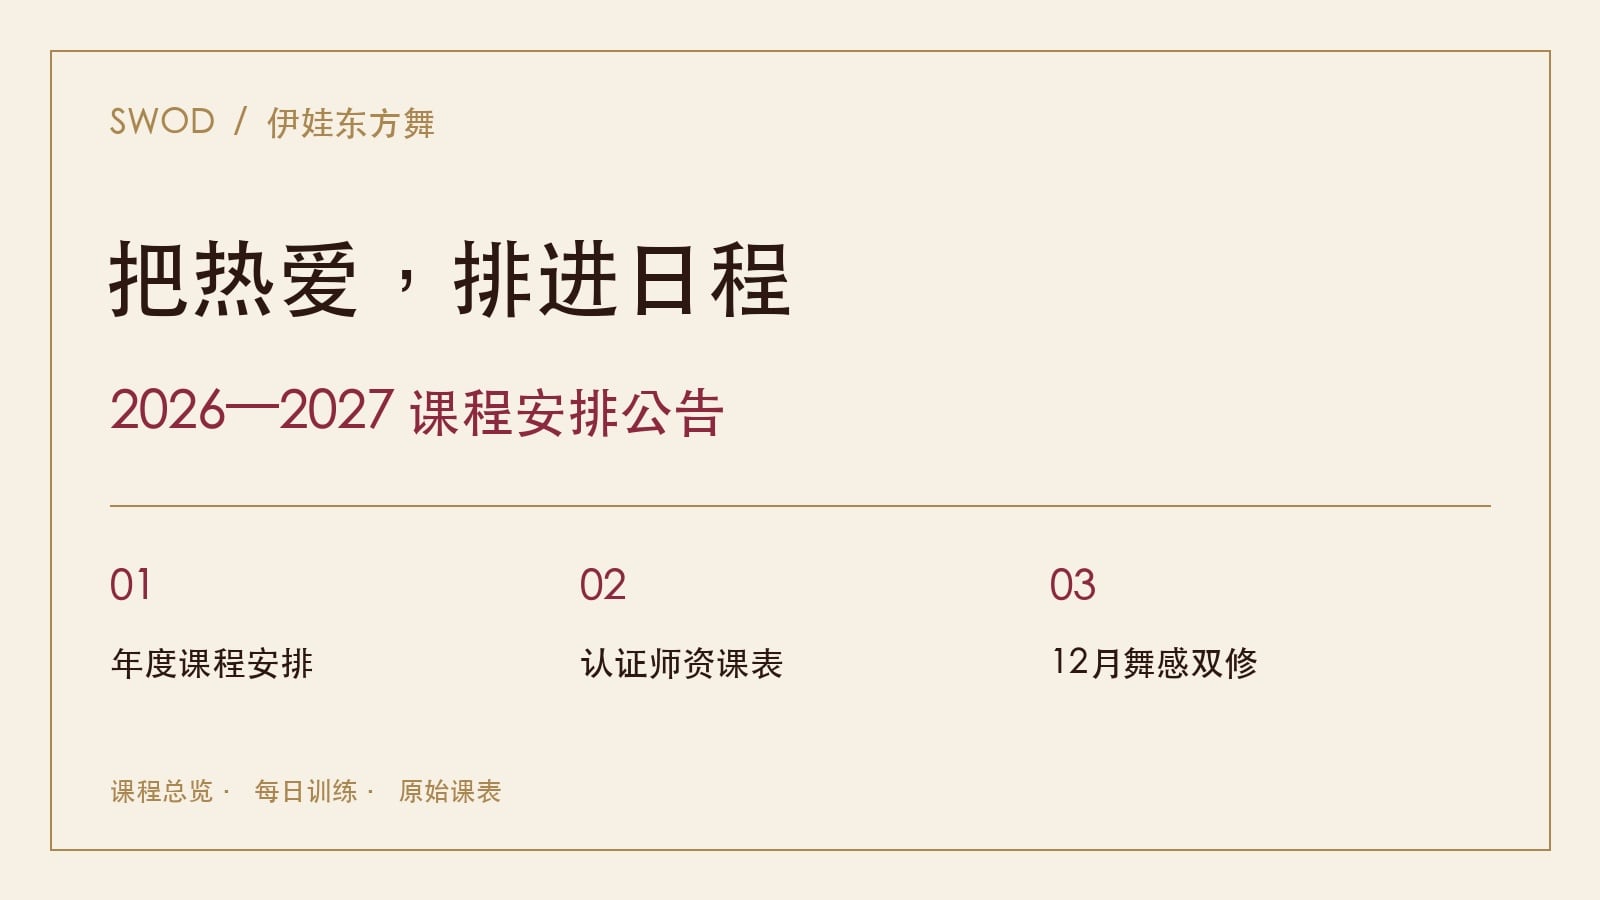 SWOD / 伊娃东方舞
把热爱，排进日程
2026—2027 课程安排公告
01
年度课程安排
02
认证师资课表
03
12月舞感双修
课程总览 · 每日训练 · 原始课表